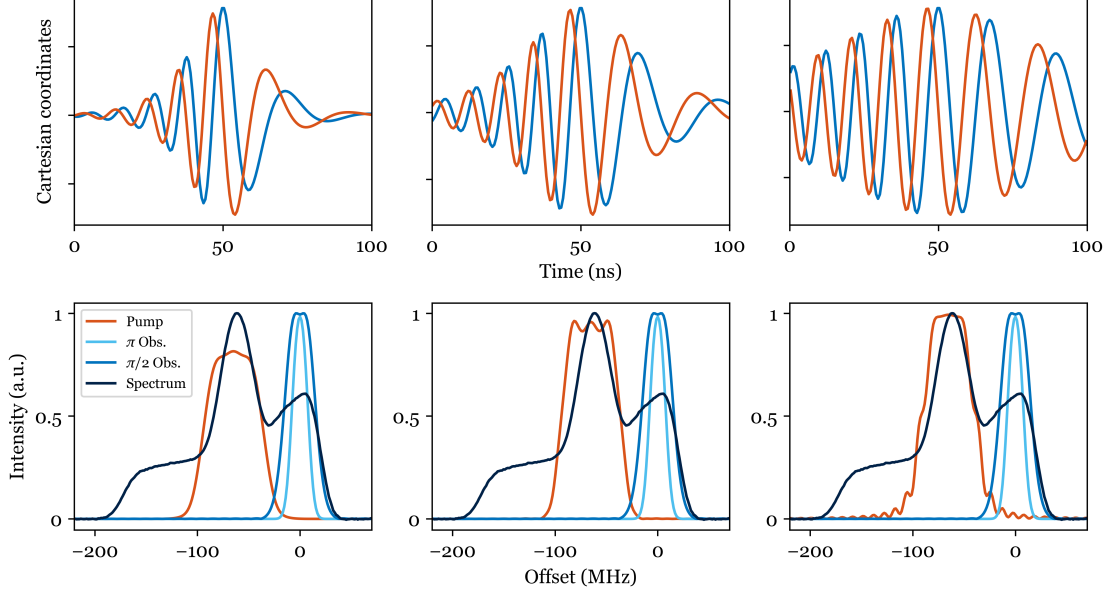 Cartesian coordinates
0 50 100
0 50 100
0 50 100
Time (ns)
Intensity (a.u.)
1
0.5
0
Pump
π Obs.
π/2 Obs.
Spectrum
1
0.5
0
1
0.5
0
−200 −100 0
−200 −100 0
−200 −100 0
Offset (MHz)